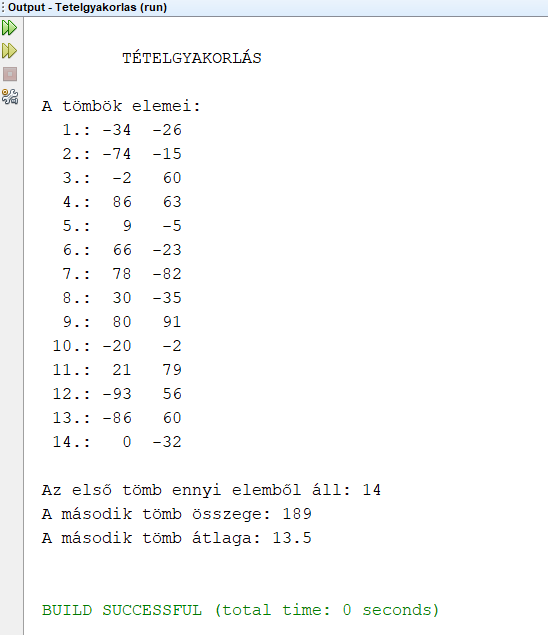 Output - Tetelgyakorlas (run)
TÉTELGYAKORLÁS
A tömbök elemei:
1.: -34 -26
2.: -74 -15
3.: -2 60
4.: 86 63
5.: 9 -5
6.: 66 -23
7.: 78 -82
8.: 30 -35
9.: 80 91
10.: -20 -2
11.: 21 79
12.: -93 56
13.: -86 60
14.: 0 -32
Az első tömb ennyi elemből áll: 14
A második tömb összege: 189
A második tömb átlaga: 13.5
BUILD SUCCESSFUL (total time: 0 seconds)